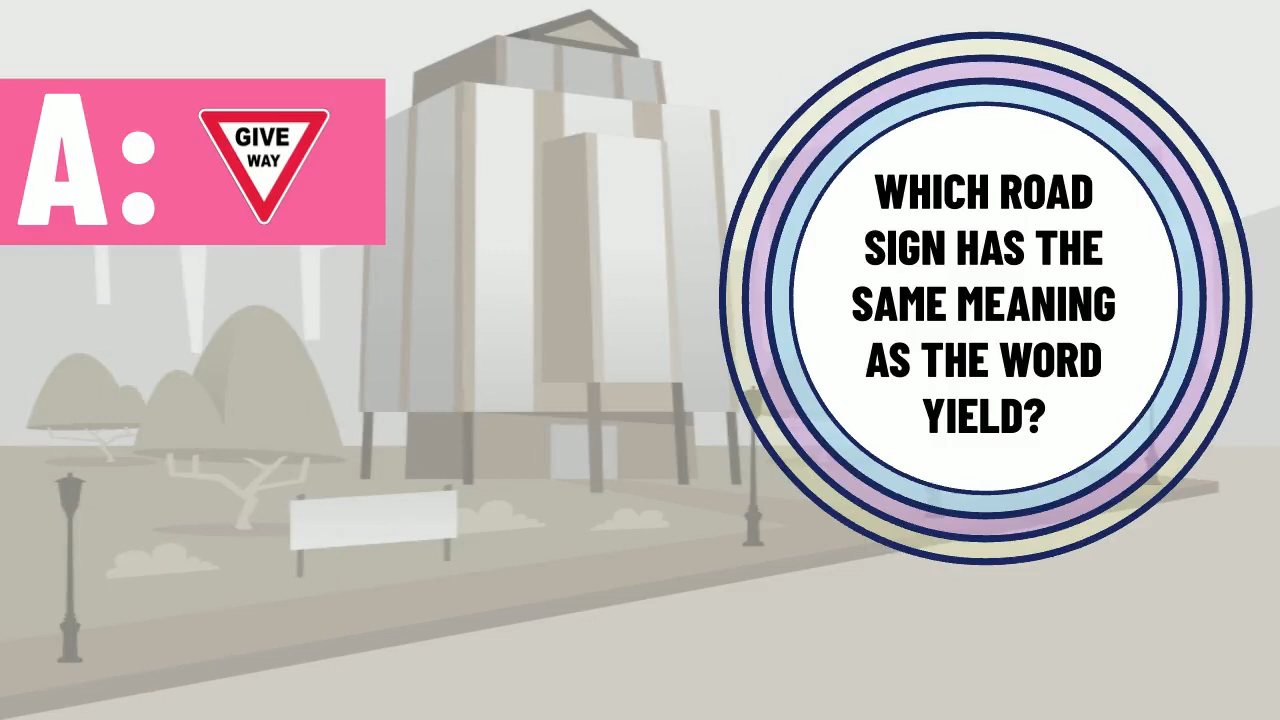 A:
GIVE
WAY
WHICH ROAD
SIGN HAS THE
SAME MEANING
AS THE WORD
YIELD?